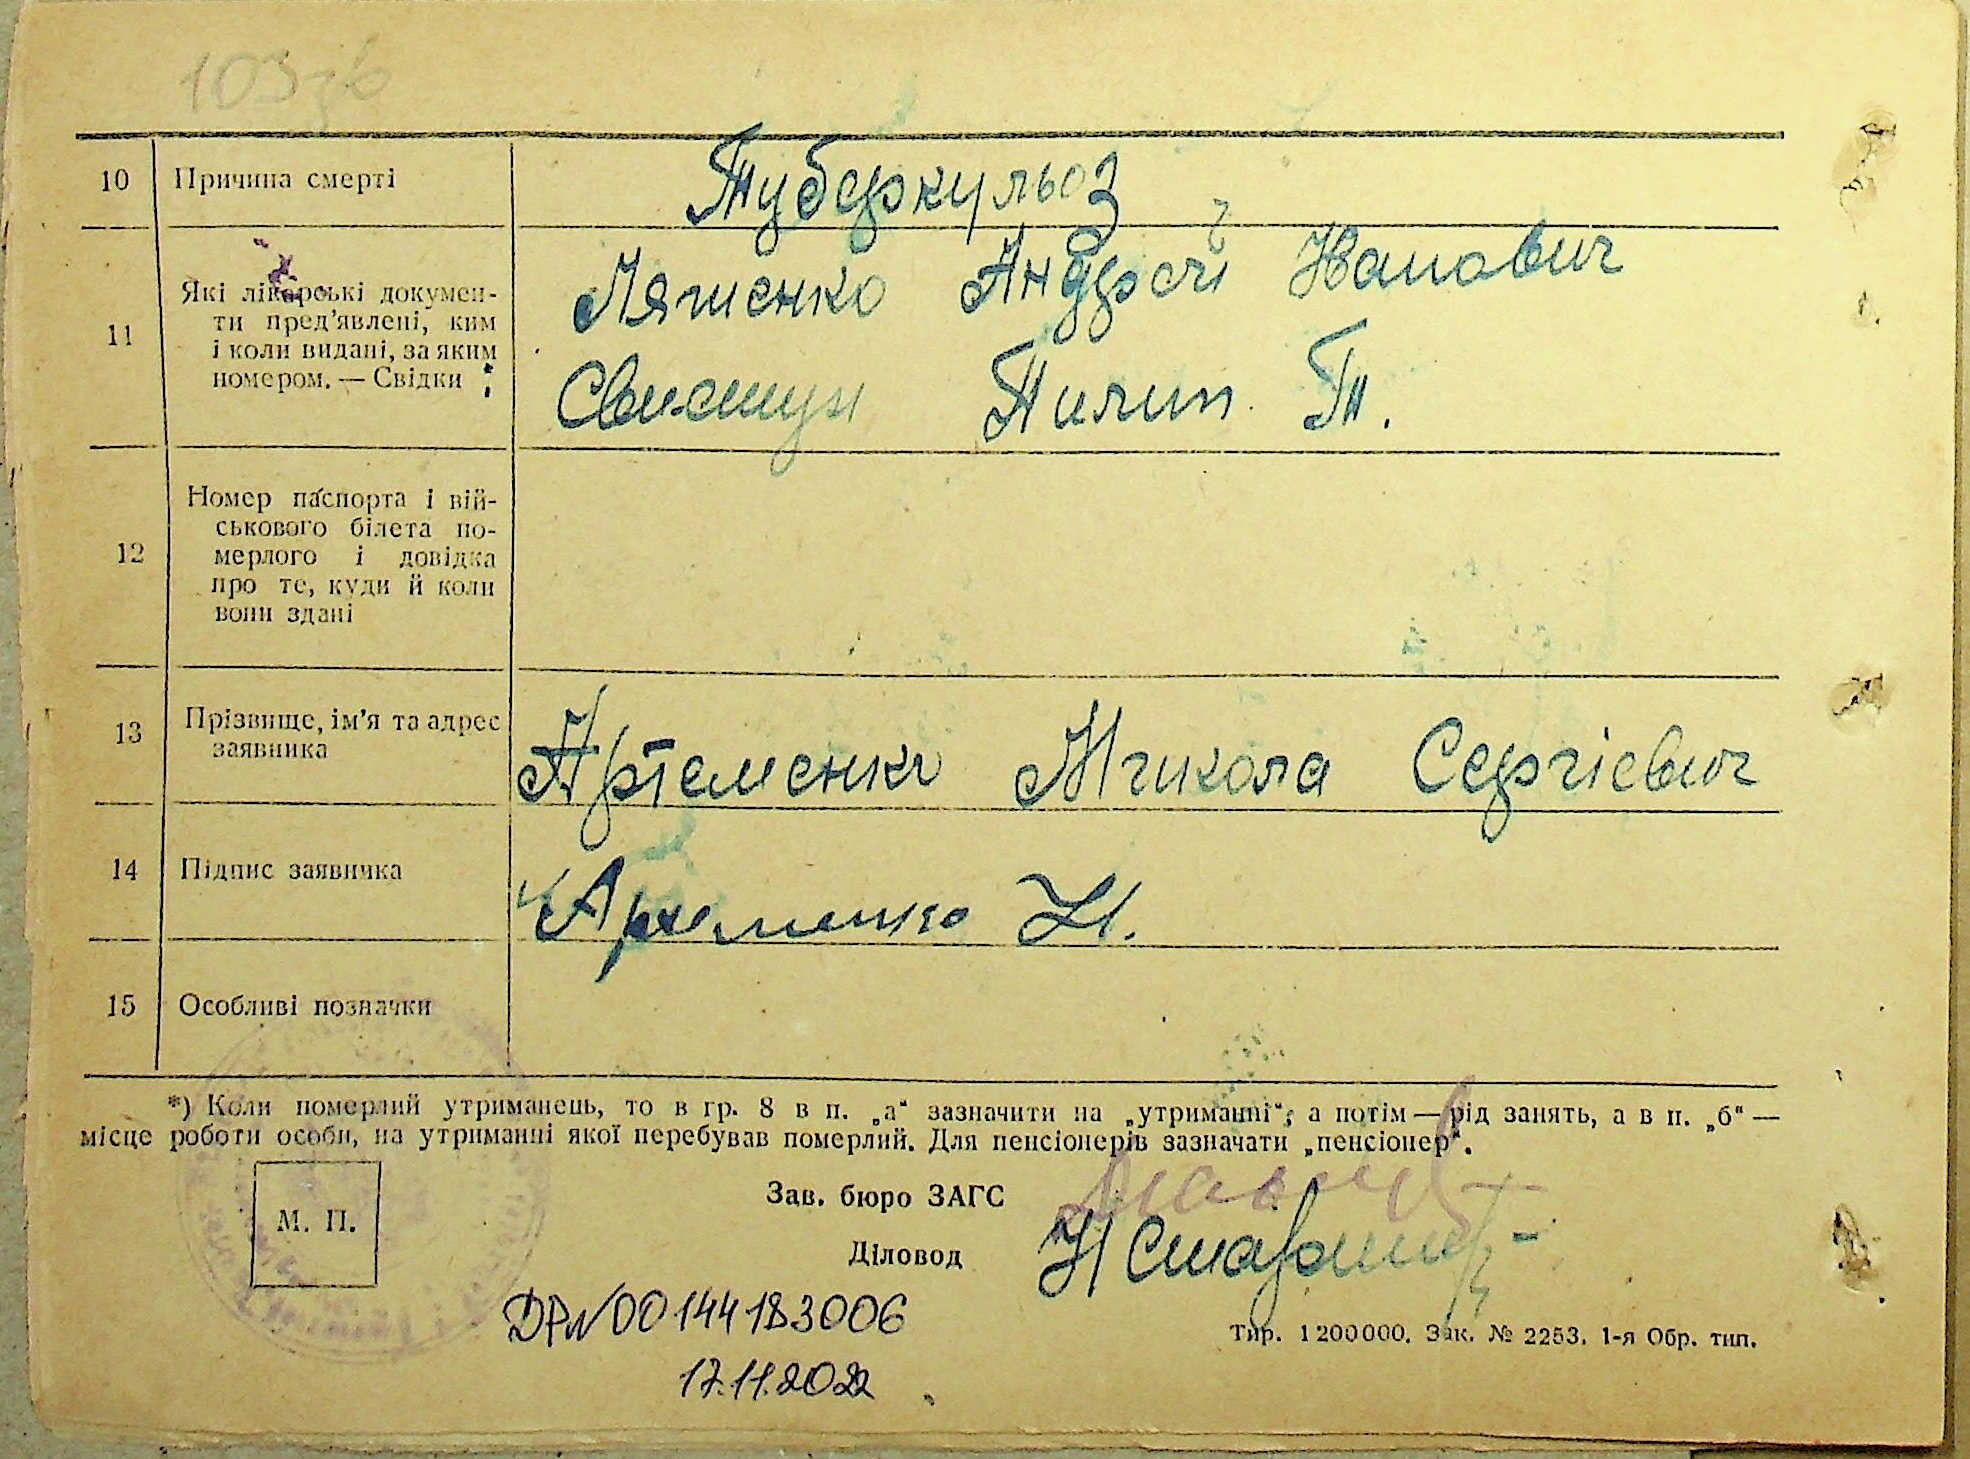 103зв
10 Причина смерті Туберкульоз
11 Які лікарські докумен-
ти пред'явлені, ким
і коли видані, за яким
номером. — Свідки
Ляшенко Андрей Іванович
Свистун Пилип Т.
12 Номер паспорта і вій-
ськового білета по-
мерлого і довідка
про те, куди й коли
вони здані
13 Прізвище, ім'я та адрес
заявника
Артеменко Микола Сергієвич
14 Підпис заявника Артеменко Н.
15 Особливі позначки
*) Коли померлий утриманець, то в гр. 8 в п. „а“ зазначити на „утриманні“; а потім — рід занять, а в п. „б“ —
місце роботи особи, на утриманні якої перебував померлий. Для пенсіонерів зазначати „пенсіонер“.
Зав. бюро ЗАГС
М. П.
Діловод
ДР№00144183006
Тир. 1200000. Зак. № 2253. 1-я Обр. тип.
17.11.2022